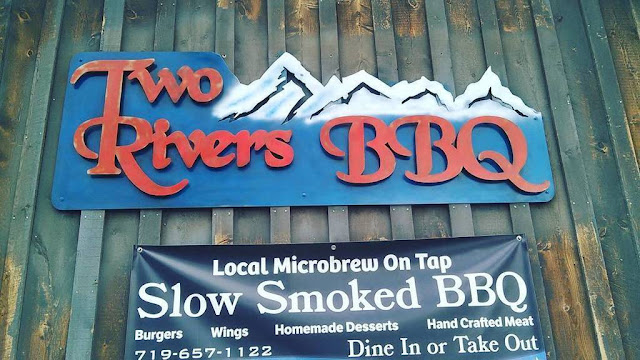 Two
Rivers BBQ
Local Microbrew On Tap
Slow Smoked BBQ
Burgers Wings Homemade Desserts Hand Crafted Meat
719-657-1122 Dine In or Take Out